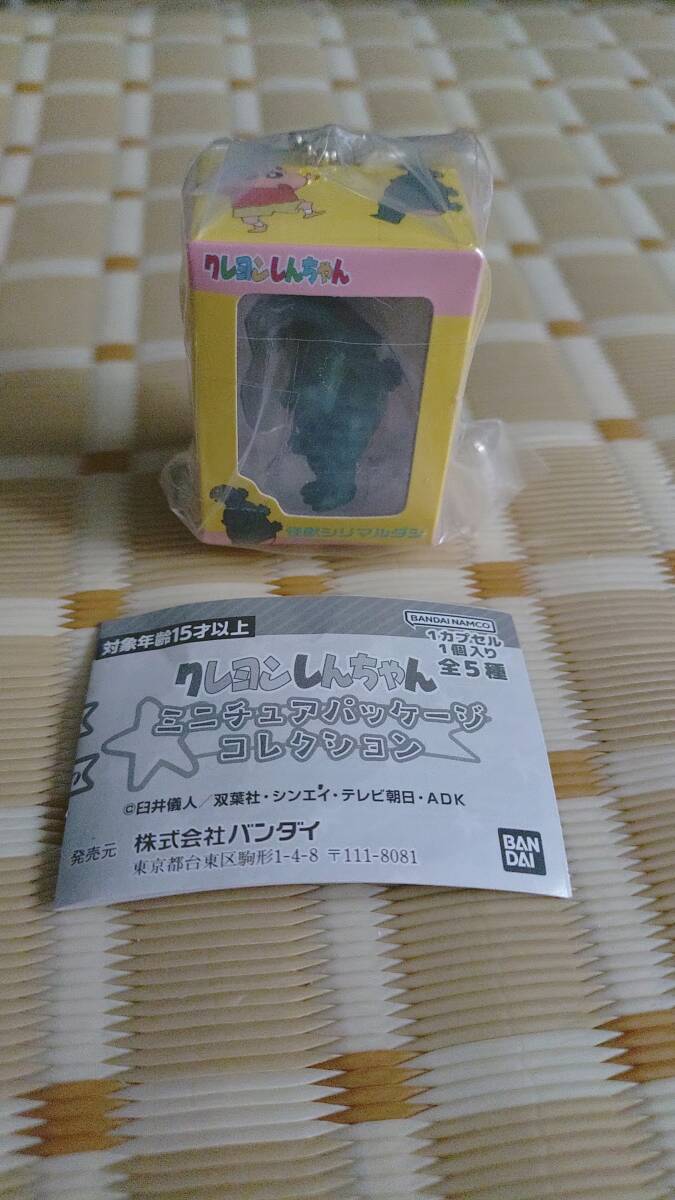 クレヨンしんちゃん
怪獣シリマルダシ
対象年齢15才以上
BANDAI NAMCO
1カプセル
1個入り
全5種
クレヨンしんちゃん
ミニチュアパッケージ
コレクション
©臼井儀人／双葉社・シンエイ・テレビ朝日・ADK
発売元 株式会社バンダイ
東京都台東区駒形1-4-8 〒111-8081
BAN
DAI